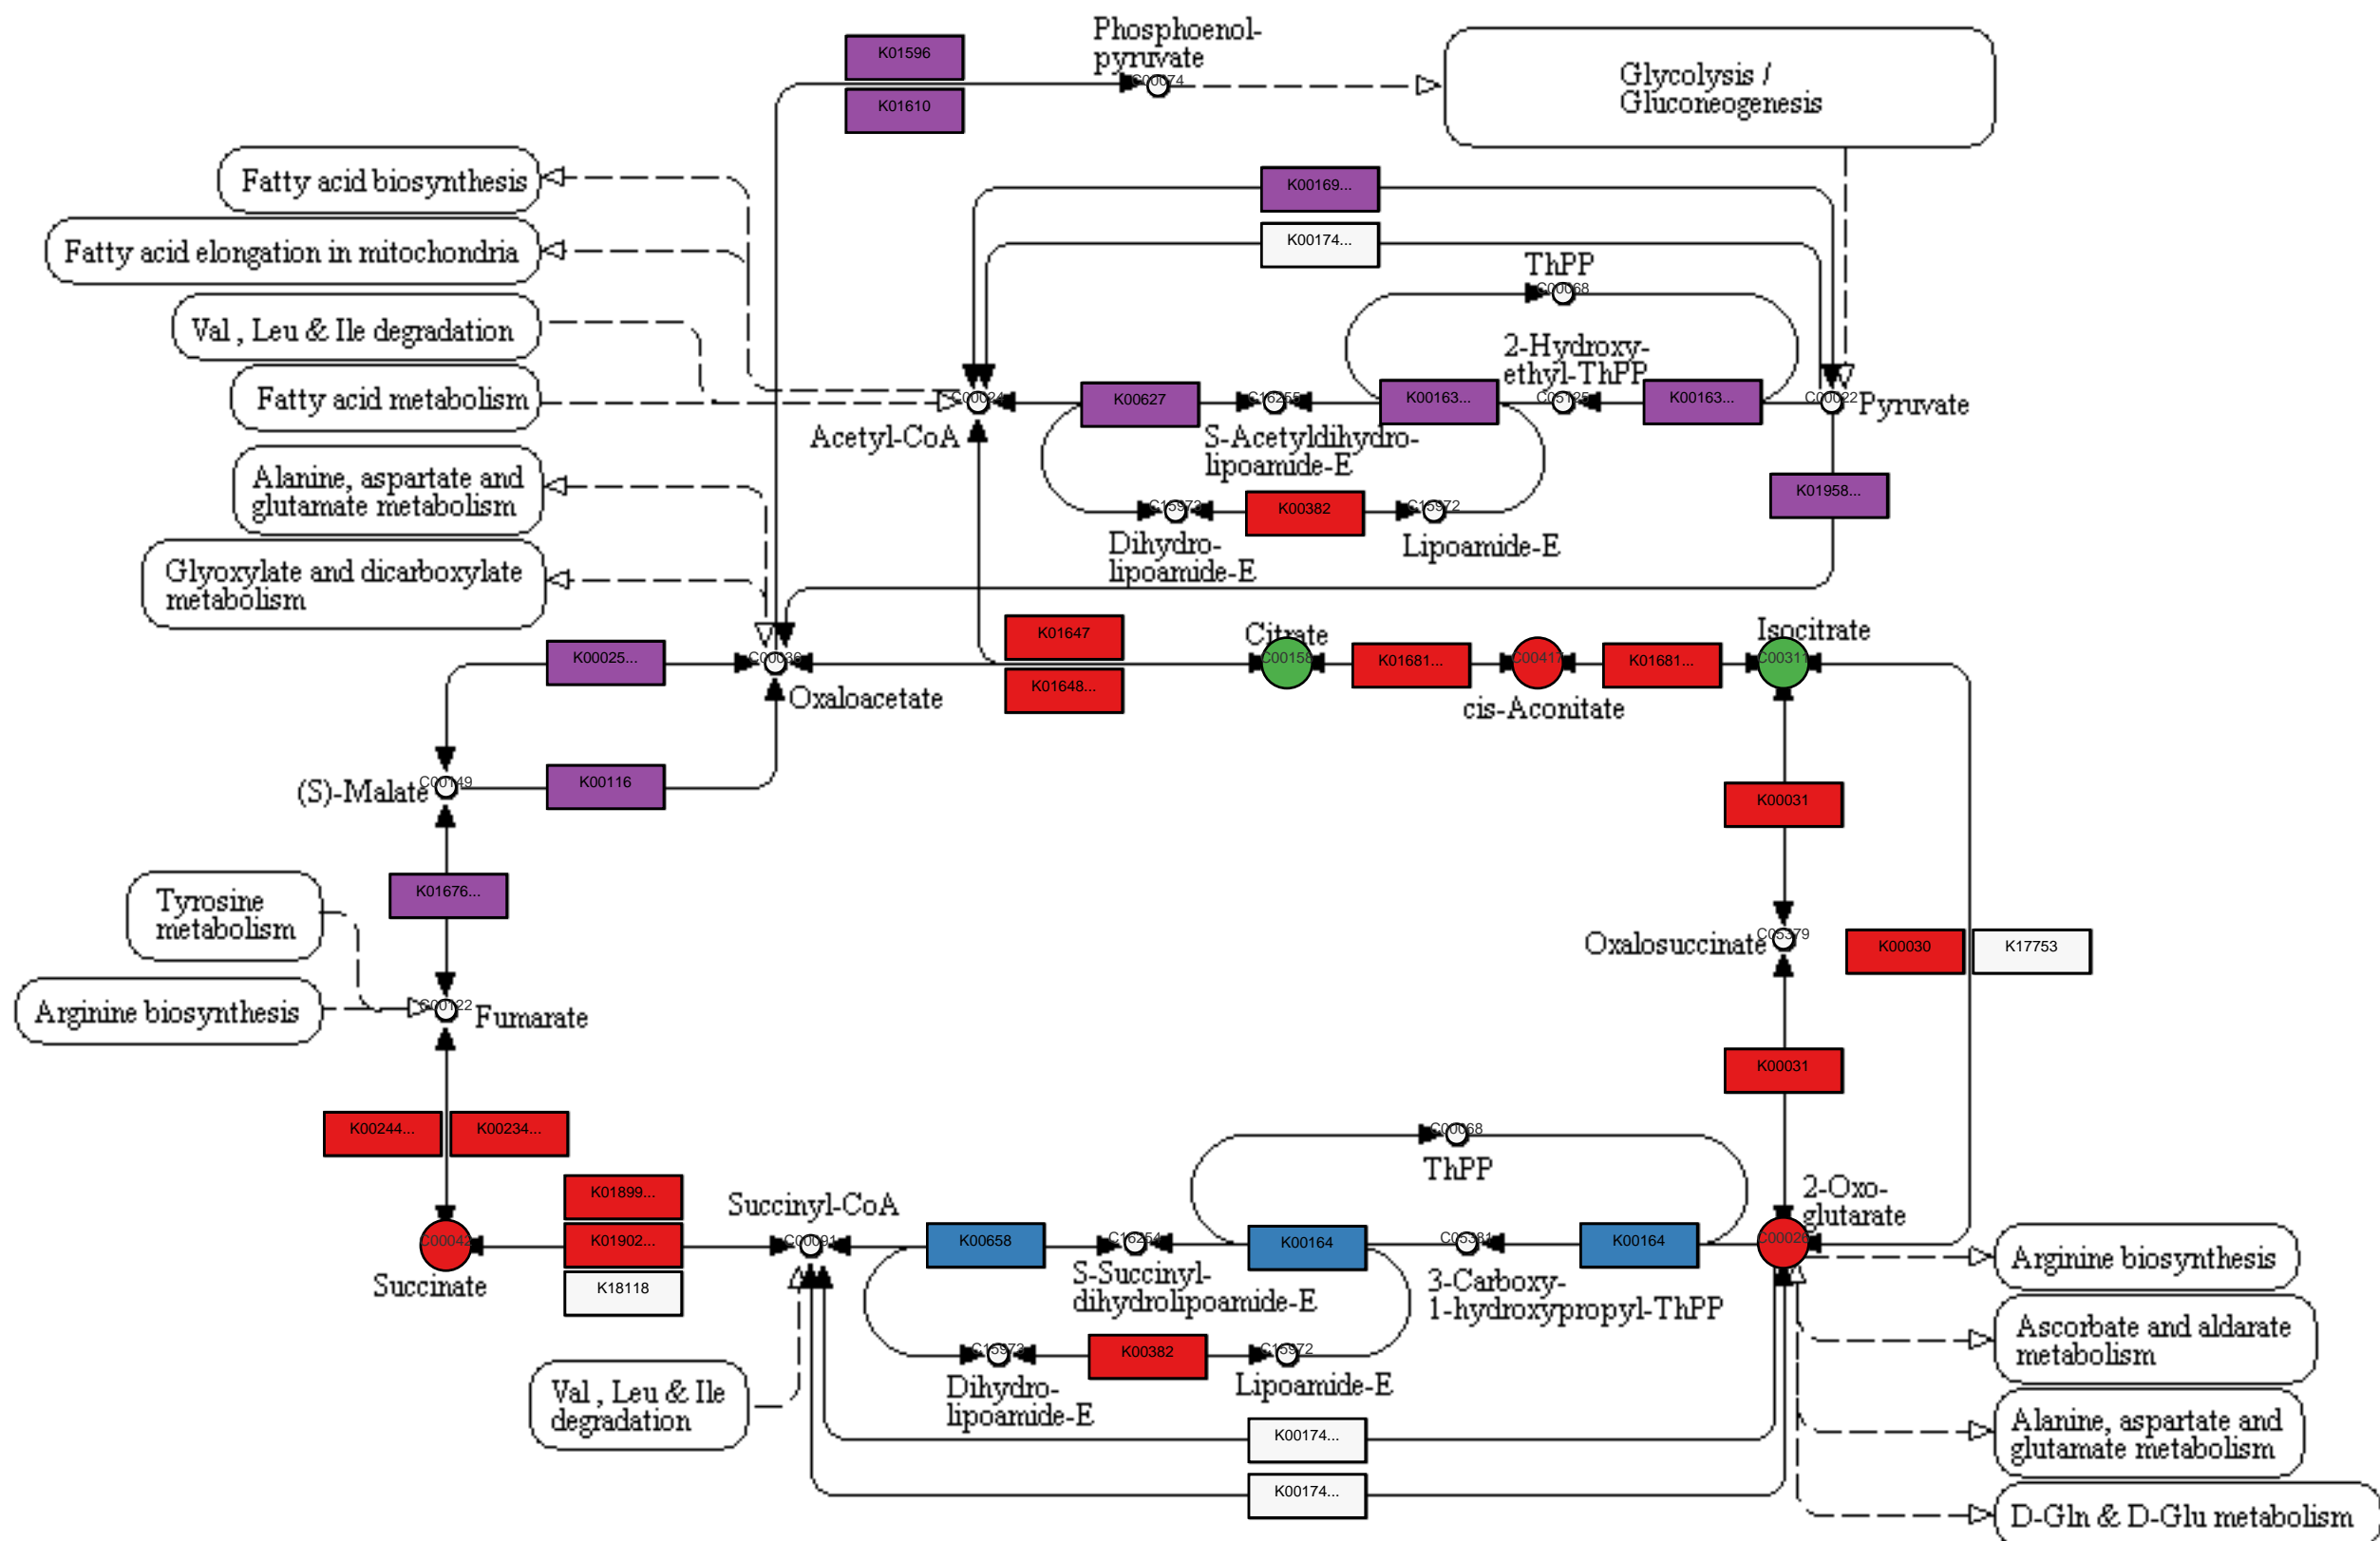 Phosphoenol-
pyruvate
C00074
K01596
K01610
Glycolysis /
Gluconeogenesis
Fatty acid biosynthesis
K00169...
Fatty acid elongation in mitochondria
K00174...
ThPP
C00068
Val , Leu & Ile degradation
2-Hydroxy-
ethyl-ThPP
Fatty acid metabolism
C00024
K00627
C16255
K00163...
C05125
K00163...
C00022
Pyruvate
Acetyl-CoA
S-Acetyldihydro-
lipoamide-E
Alanine, aspartate and
glutamate metabolism
K01958...
C15973
K00382
C15972
Dihydro-
lipoamide-E
Lipoamide-E
Glyoxylate and dicarboxylate
metabolism
K01647
Citrate
Isocitrate
K00025...
C00036
C00158
K01681...
C00417
K01681...
C00311
Oxaloacetate
K01648...
cis-Aconitate
(S)-Malate
C00149
K00116
K00031
K01676...
Tyrosine
metabolism
Oxalosuccinate
C05379
K00030
K17753
Arginine biosynthesis
C00122
Fumarate
K00031
K00244...
K00234...
C00068
ThPP
K01899...
Succinyl-CoA
2-Oxo-
glutarate
C00042
K01902...
C00091
K00658
C16254
K00164
C05381
K00164
C00026
Succinate
K18118
S-Succinyl-
dihydrolipoamide-E
3-Carboxy-
1-hydroxypropyl-ThPP
Arginine biosynthesis
Ascorbate and aldarate
metabolism
C15973
K00382
C15972
Dihydro-
lipoamide-E
Lipoamide-E
Val , Leu & Ile
degradation
K00174...
Alanine, aspartate and
glutamate metabolism
K00174...
D-Gln & D-Glu metabolism